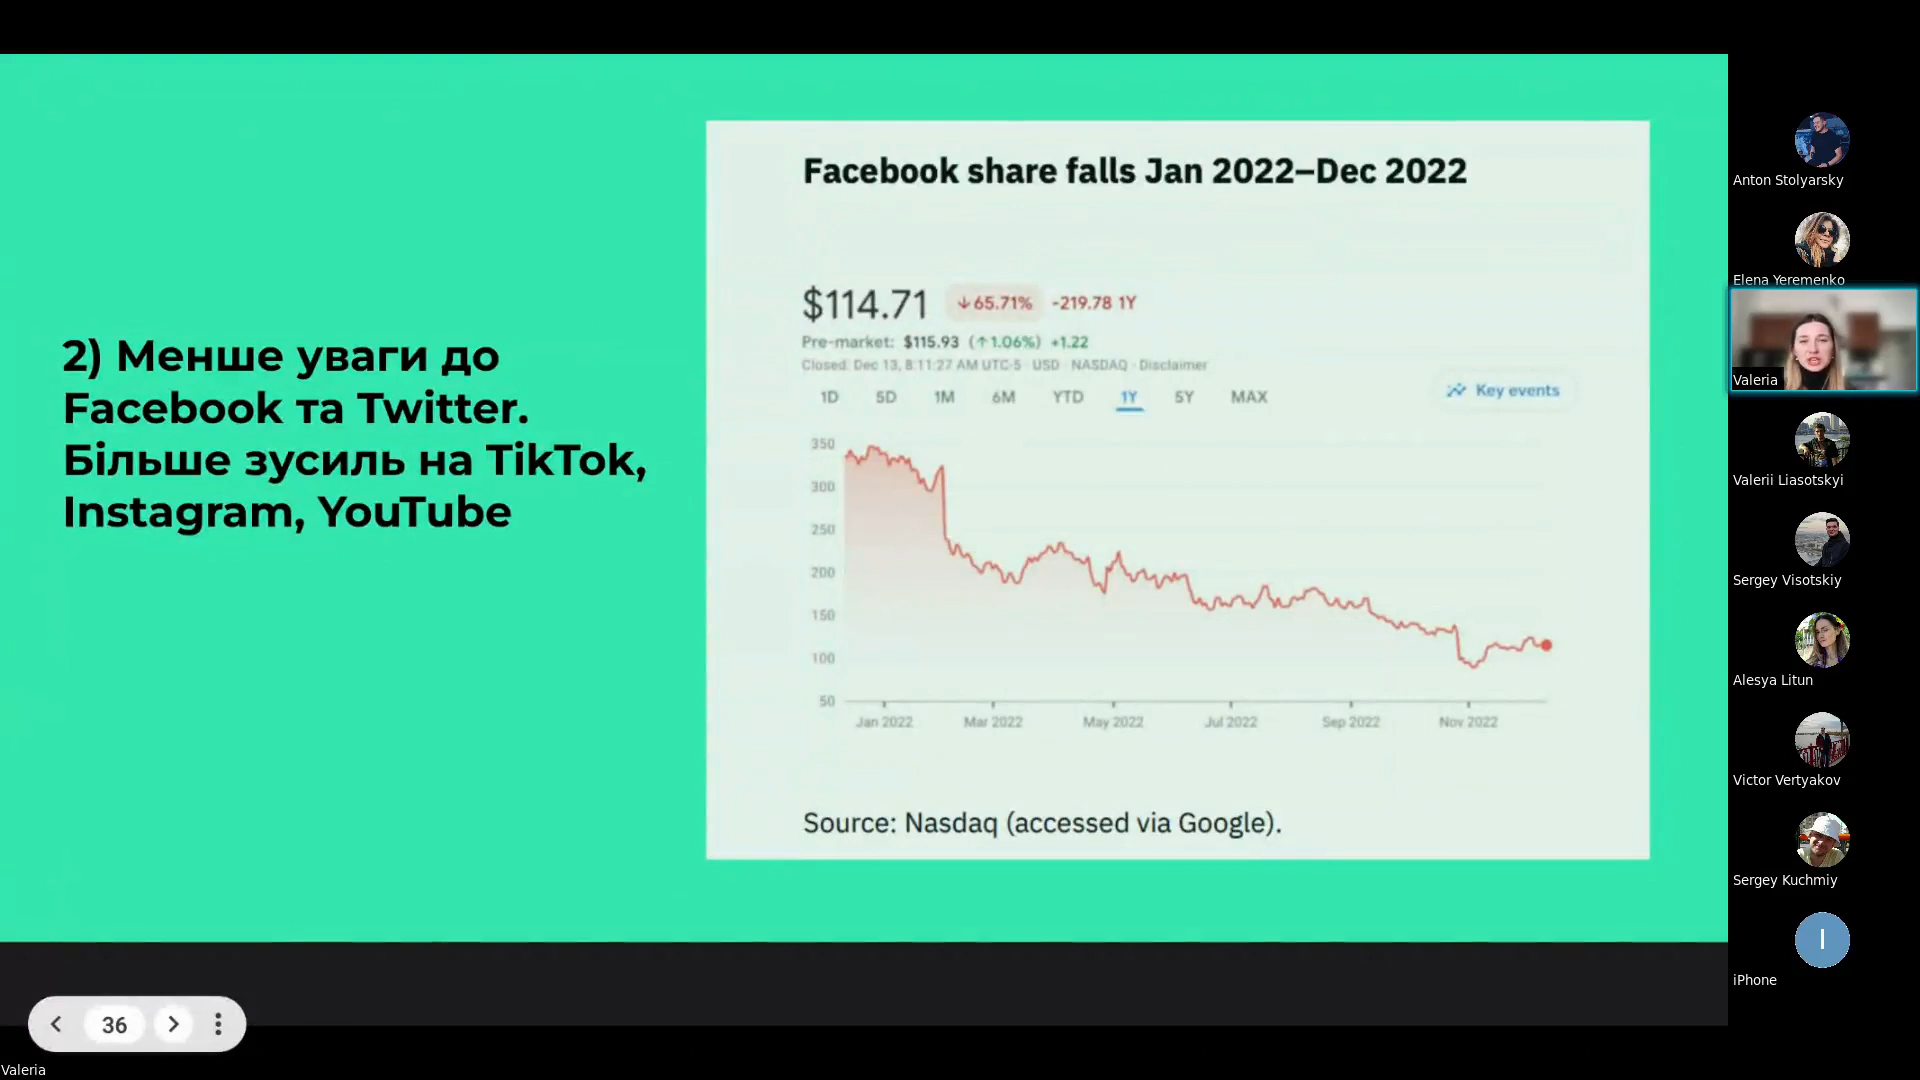 2) Менше уваги до
Facebook та Twitter.
Більше зусиль на TikTok,
Instagram, YouTube
Facebook share falls Jan 2022–Dec 2022
$114.71 ↓65.71% -219.78 1Y
Pre-market: $115.93 (↑1.06%) +1.22
Closed: Dec 13, 8:11:27 AM UTC-5 · USD · NASDAQ · Disclaimer
1D 5D 1M 6M YTD 1Y 5Y MAX
Key events
350
300
250
200
150
100
50
Jan 2022 Mar 2022 May 2022 Jul 2022 Sep 2022 Nov 2022
Source: Nasdaq (accessed via Google).
36
Valeria
Anton Stolyarsky
Elena Yeremenko
Valeria
Valerii Liasotskyi
Sergey Visotskiy
Alesya Litun
Victor Vertyakov
Sergey Kuchmiy
I
iPhone